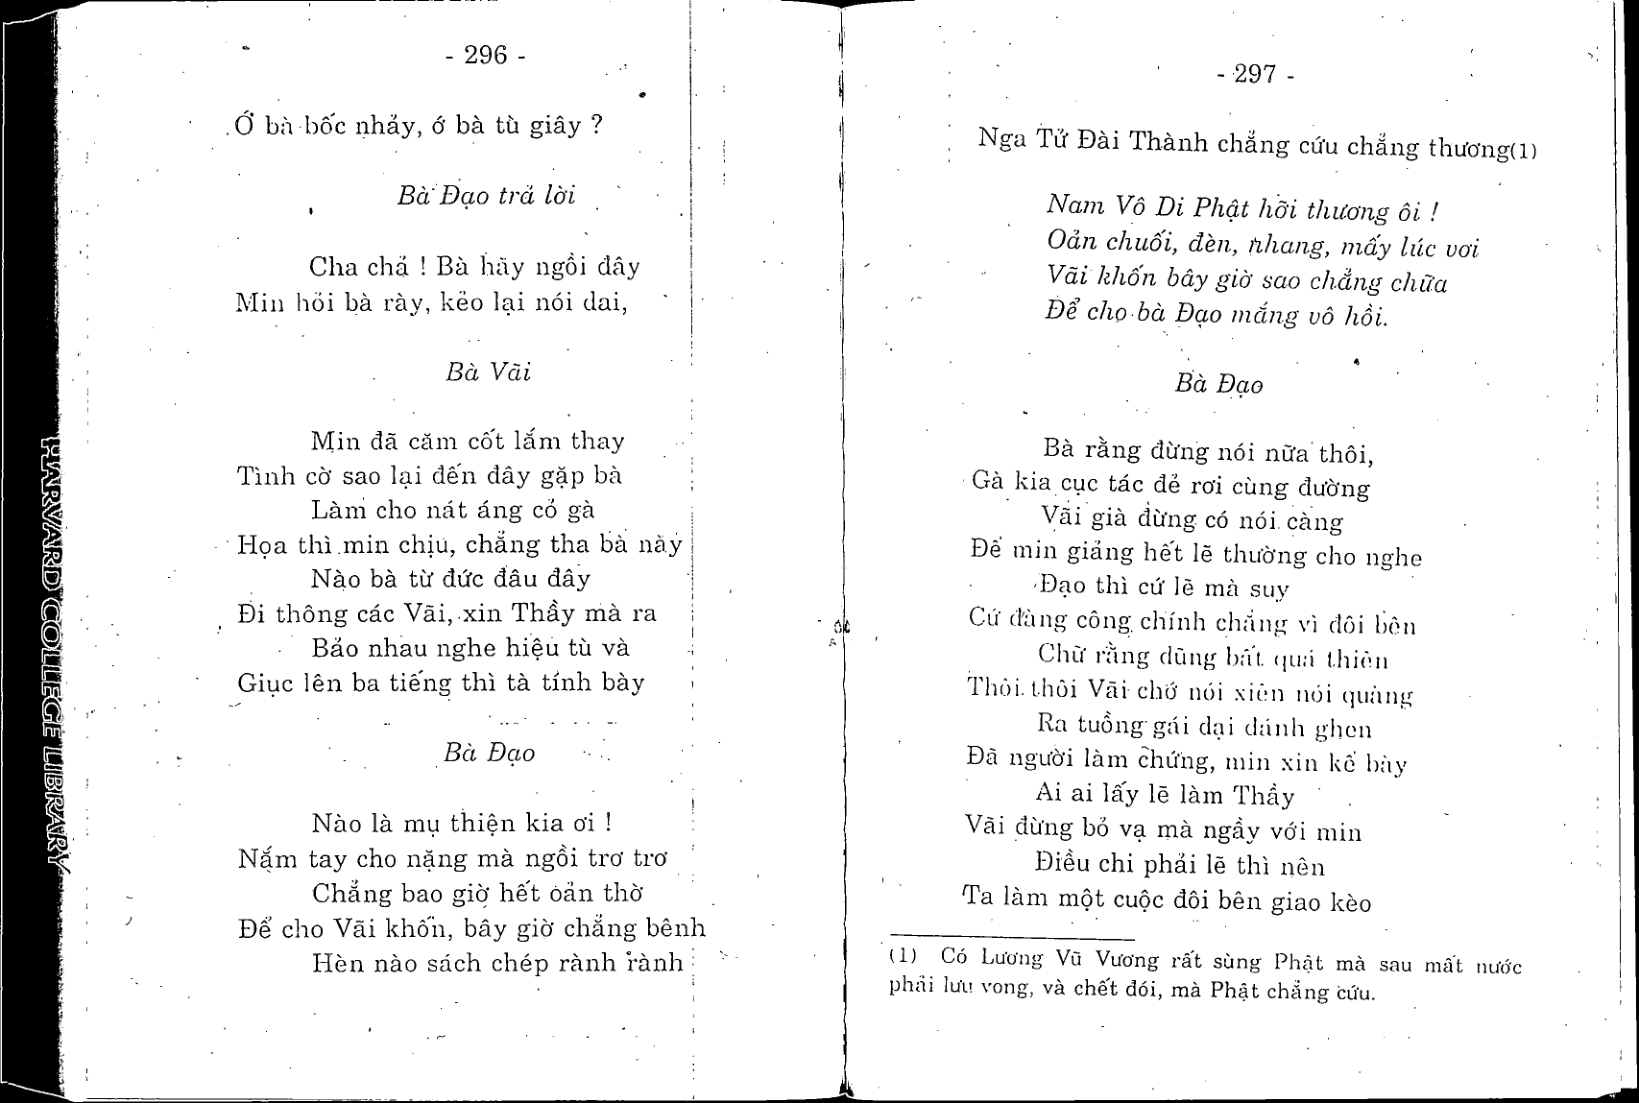 - 296 -
Ớ bà bốc nhảy, ớ bà tù giây ?
Bà Đạo trả lời
Cha chả ! Bà hãy ngồi đây
Min hỏi bà rày, kẻo lại nói dai,
Bà Vãi
Min đã căm cốt lắm thay
Tình cờ sao lại đến đây gặp bà
Làm cho nát áng cỏ gà
Họa thì min chịu, chẳng tha bà này
Nào bà từ đức đâu đây
Đi thông các Vãi, xin Thầy mà ra
Bảo nhau nghe hiệu tù và
Giục lên ba tiếng thì tà tính bày
Bà Đạo
Nào là mụ thiện kia ơi !
Nắm tay cho nặng mà ngồi trơ trơ
Chẳng bao giờ hết oản thờ
Để cho Vãi khốn, bây giờ chẳng bênh
Hèn nào sách chép rành rành
HARVARD COLLEGE LIBRARY
- 297 -
Nga Tử Đài Thành chẳng cứu chẳng thương(1)
Nam Vô Di Phật hỡi thương ôi !
Oản chuối, đèn, nhang, mấy lúc vơi
Vãi khốn bây giờ sao chẳng chữa
Để cho bà Đạo mắng vô hồi.
Bà Đạo
Bà rằng đừng nói nữa thôi,
Gà kia cục tác đẻ rơi cùng đường
Vãi già đừng có nói càng
Để min giảng hết lẽ thường cho nghe
Đạo thì cứ lẽ mà suy
Cứ đàng công chính chẳng vì đôi bên
Chữ rằng dũng bất quá thiên
Thôi thôi Vãi chớ nói xiên nói quàng
Ra tuồng gái dại đánh ghen
Đã người làm chứng, min xin kể bày
Ai ai lấy lẽ làm Thầy
Vãi đừng bỏ vạ mà ngầy với min
Điều chi phải lẽ thì nên
Ta làm một cuộc đôi bên giao kèo
(1) Có Lương Vũ Vương rất sùng Phật mà sau mất nước
phải lưu vong, và chết đói, mà Phật chẳng cứu.